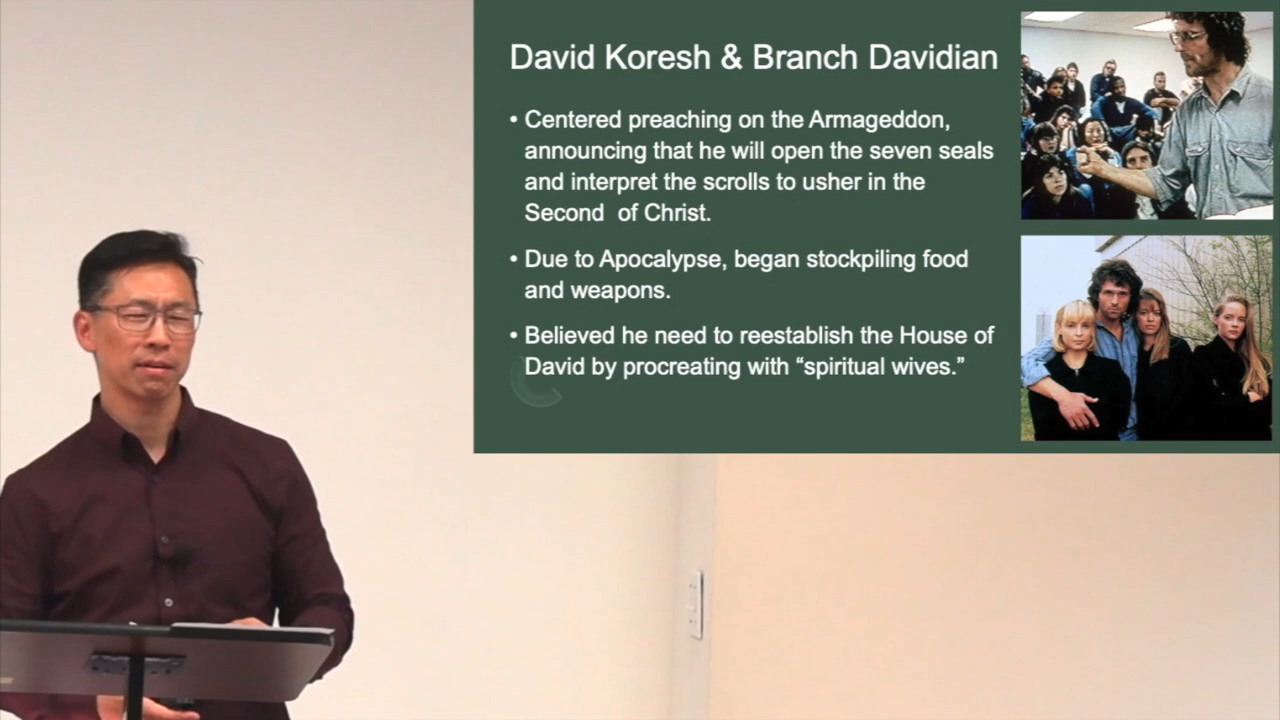 David Koresh & Branch Davidian
• Centered preaching on the Armageddon,
announcing that he will open the seven seals
and interpret the scrolls to usher in the
Second  of Christ.
• Due to Apocalypse, began stockpiling food
and weapons.
• Believed he need to reestablish the House of
David by procreating with “spiritual wives.”